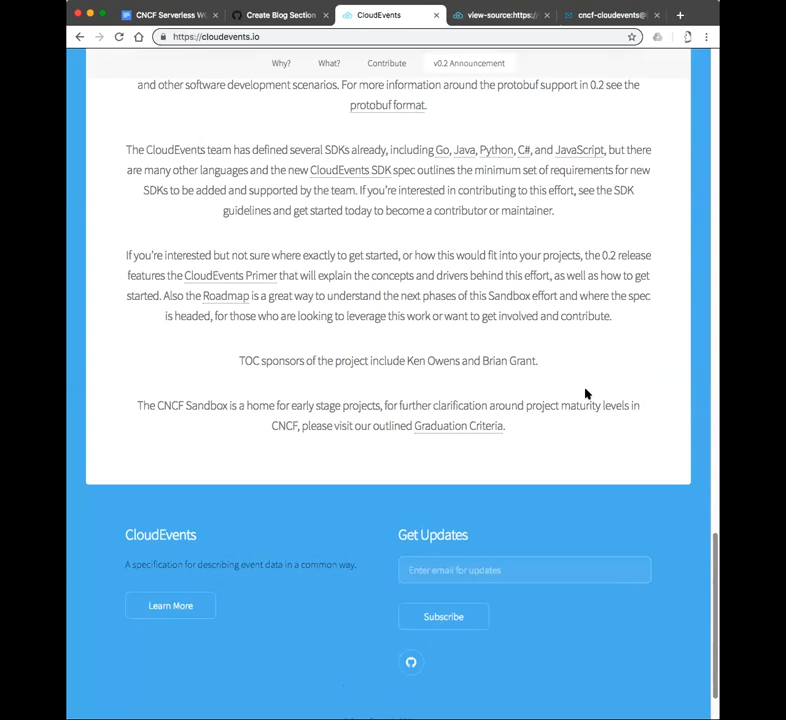 CNCF Serverless W
Create Blog Section
CloudEvents
view-source:https://
cncf-cloudevents@
https://cloudevents.io
Why?
What?
Contribute
v0.2 Announcement
and other software development scenarios. For more information around the protobuf support in 0.2 see the
protobuf format.
The CloudEvents team has defined several SDKs already, including Go, Java, Python, C#, and JavaScript, but there
are many other languages and the new CloudEvents SDK spec outlines the minimum set of requirements for new
SDKs to be added and supported by the team. If you're interested in contributing to this effort, see the SDK
guidelines and get started today to become a contributor or maintainer.
If you're interested but not sure where exactly to get started, or how this would fit into your projects, the 0.2 release
features the CloudEvents Primer that will explain the concepts and drivers behind this effort, as well as how to get
started. Also the Roadmap is a great way to understand the next phases of this Sandbox effort and where the spec
is headed, for those who are looking to leverage this work or want to get involved and contribute.
TOC sponsors of the project include Ken Owens and Brian Grant.
The CNCF Sandbox is a home for early stage projects, for further clarification around project maturity levels in
CNCF, please visit our outlined Graduation Criteria.
CloudEvents
A specification for describing event data in a common way.
Learn More
Get Updates
Enter email for updates
Subscribe